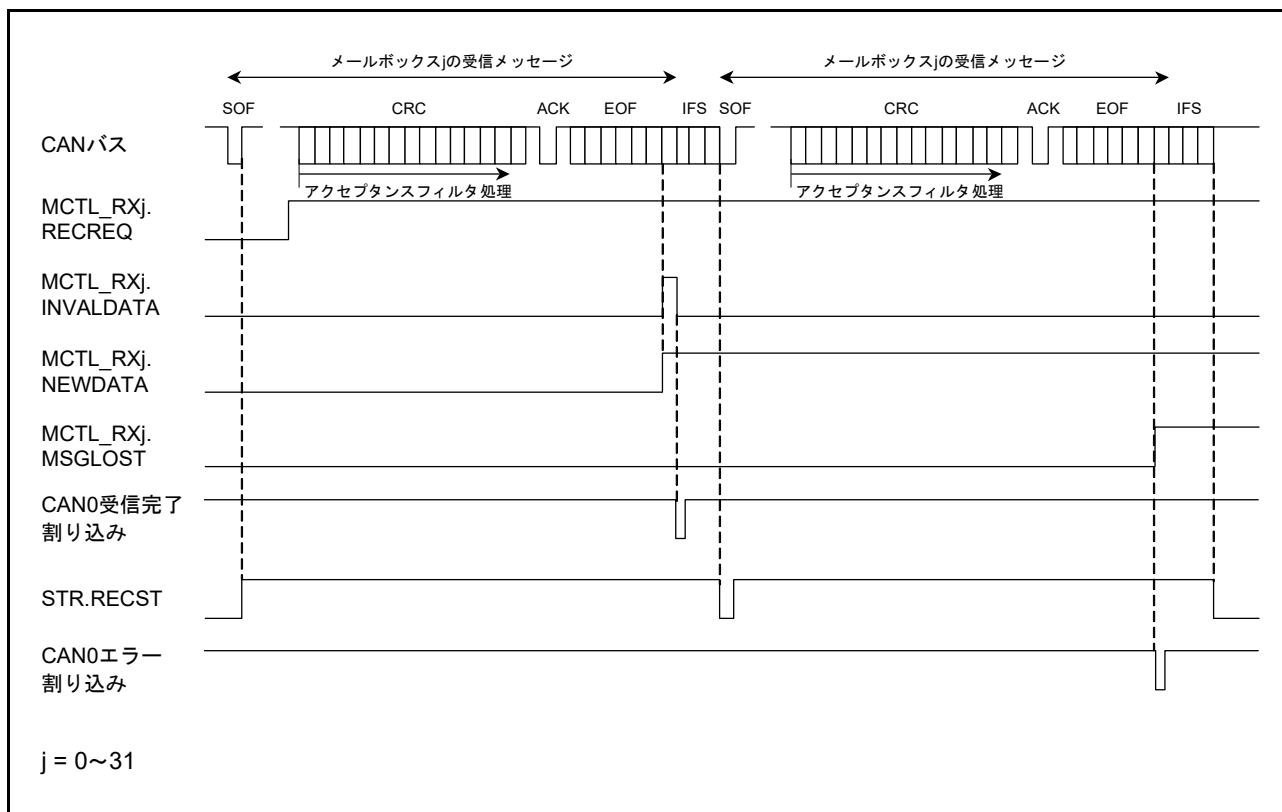 メールボックスjの受信メッセージ メールボックスjの受信メッセージ
SOF CRC ACK EOF IFS SOF CRC ACK EOF IFS
CANバス
アクセプタンスフィルタ処理 アクセプタンスフィルタ処理
MCTL_RXj.
RECREQ
MCTL_RXj.
INVALDATA
MCTL_RXj.
NEWDATA
MCTL_RXj.
MSGLOST
CAN0受信完了
割り込み
STR.RECST
CAN0エラー
割り込み
j = 0～31